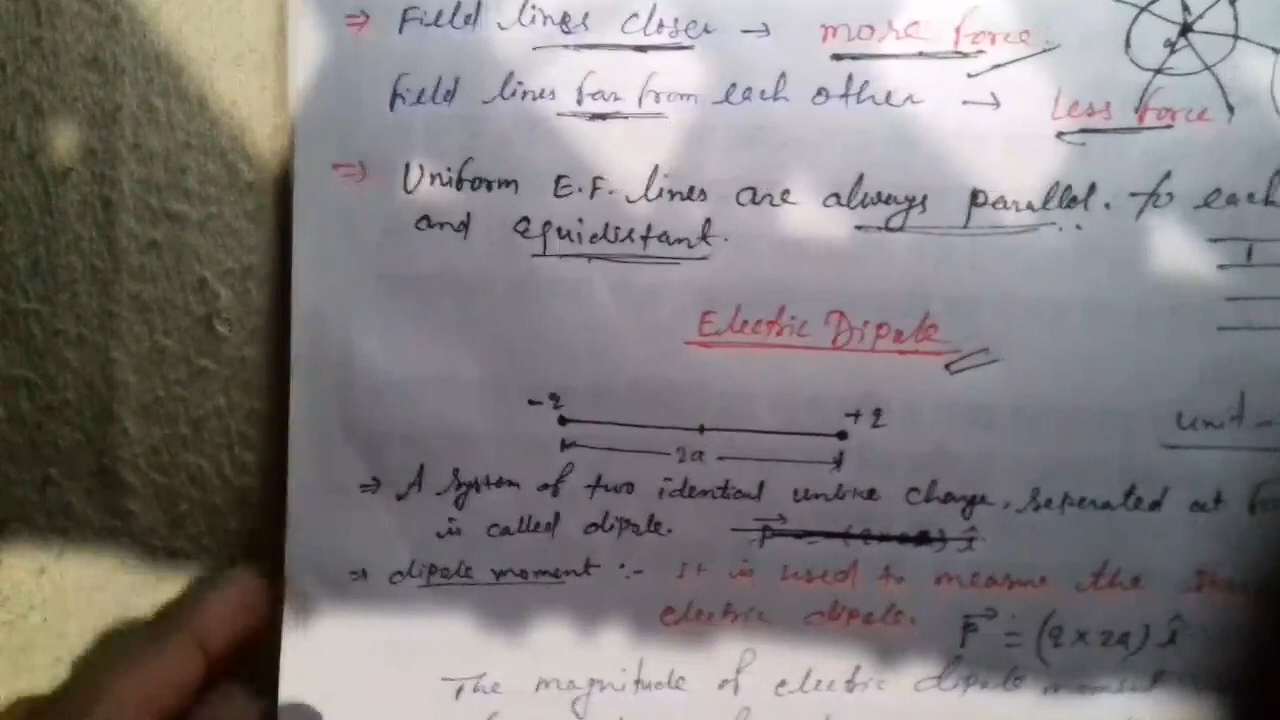 ⇒ Field lines closer → more force.
field lines far from each other → Less force
⇒ Uniform E.F. lines are always parallel. to each
and equidistant.
Electric Dipole
-q +q
2a
unit -
⇒ A system of two identical unlike charge, seperated at
is called dipole.
⇒ dipole moment :- It is used to measure the
electric dipole. P⃗ = (q × 2a) î
The magnitude of electric dipole moment